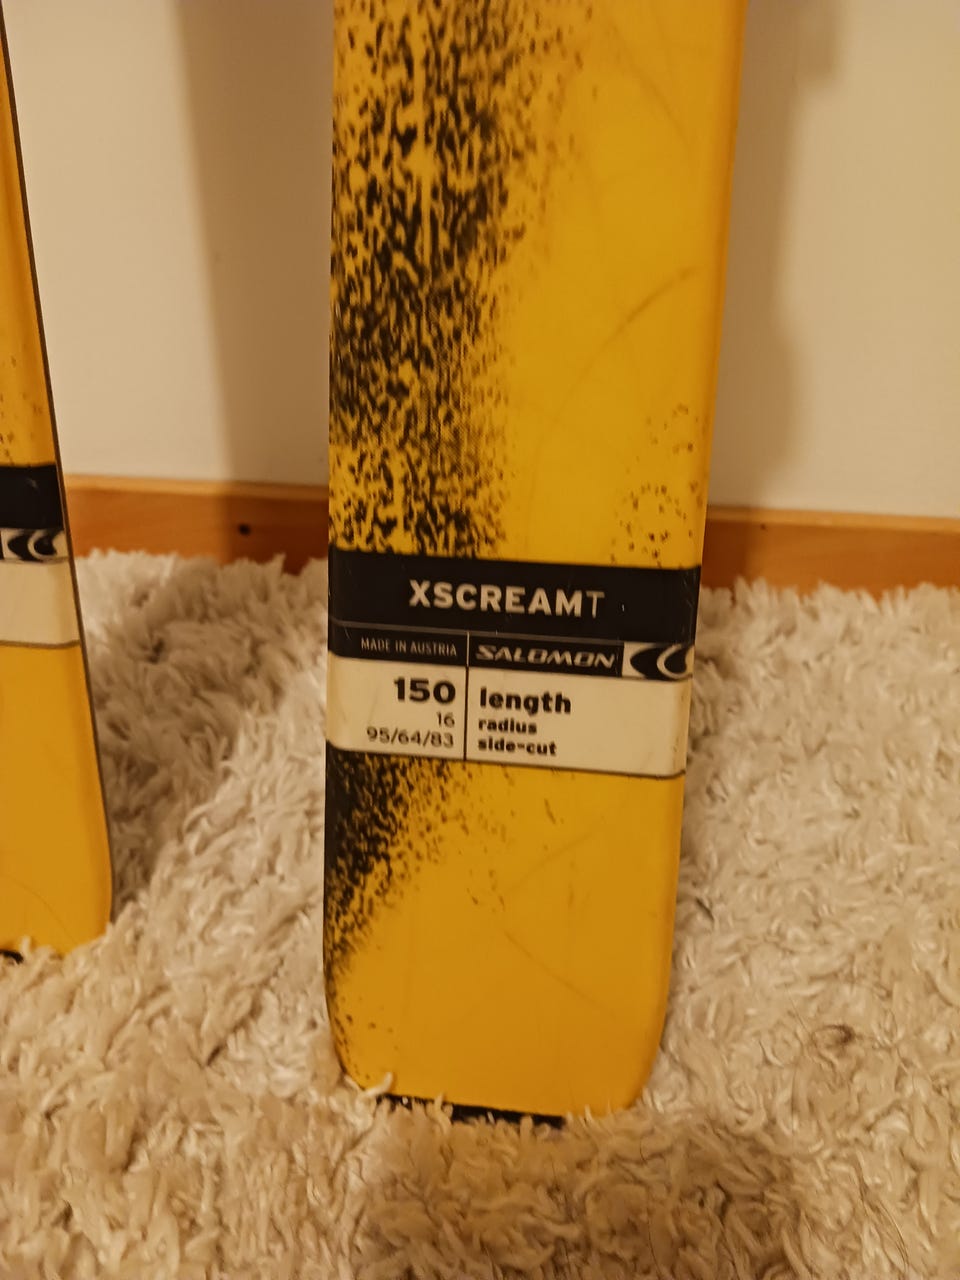 XSCREAMT
MADE IN AUSTRIA SALOMON
150 length
16 radius
95/64/83 side-cut